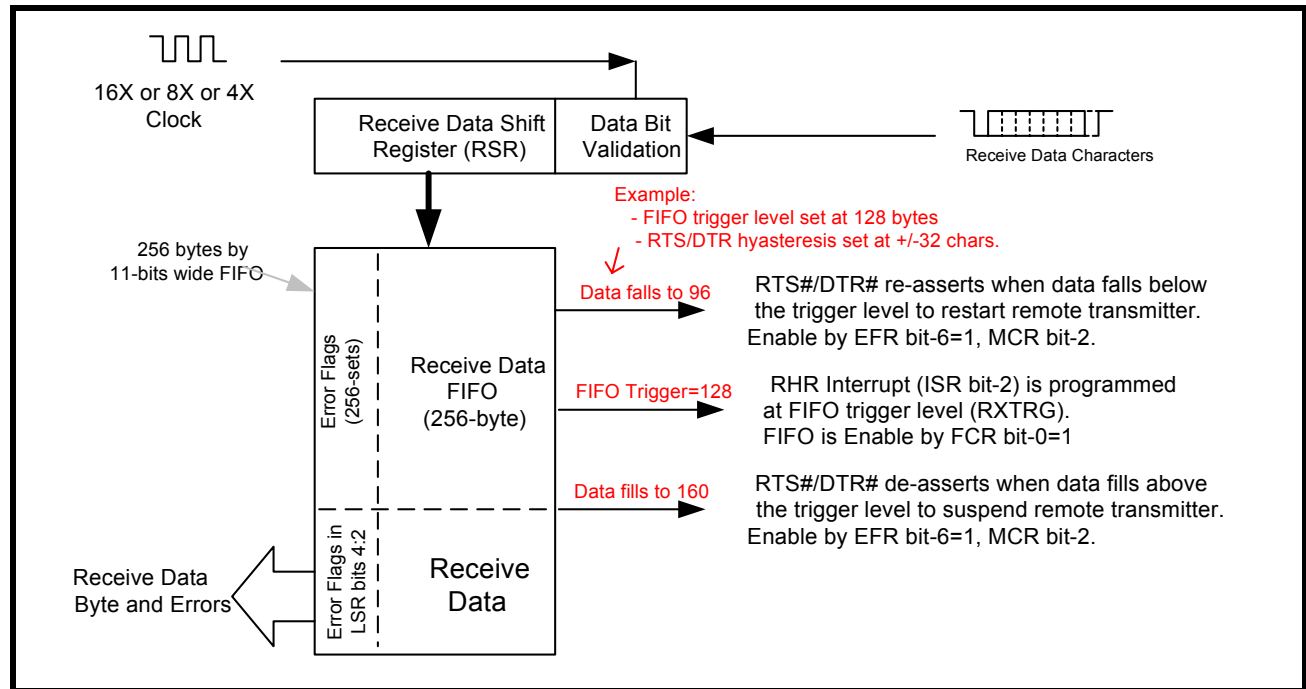 16X or 8X or 4X
Clock
Receive Data Shift
Register (RSR)
Data Bit
Validation
Receive Data Characters
Example:
- FIFO trigger level set at 128 bytes
- RTS/DTR hyasteresis set at +/-32 chars.
256 bytes by
11-bits wide FIFO
Error Flags
(256-sets)
Receive Data
FIFO
(256-byte)
Data falls to 96
RTS#/DTR# re-asserts when data falls below
the trigger level to restart remote transmitter.
Enable by EFR bit-6=1, MCR bit-2.
FIFO Trigger=128
RHR Interrupt (ISR bit-2) is programmed
at FIFO trigger level (RXTRG).
FIFO is Enable by FCR bit-0=1
Data fills to 160
RTS#/DTR# de-asserts when data fills above
the trigger level to suspend remote transmitter.
Enable by EFR bit-6=1, MCR bit-2.
Error Flags in
LSR bits 4:2
Receive
Data
Receive Data
Byte and Errors